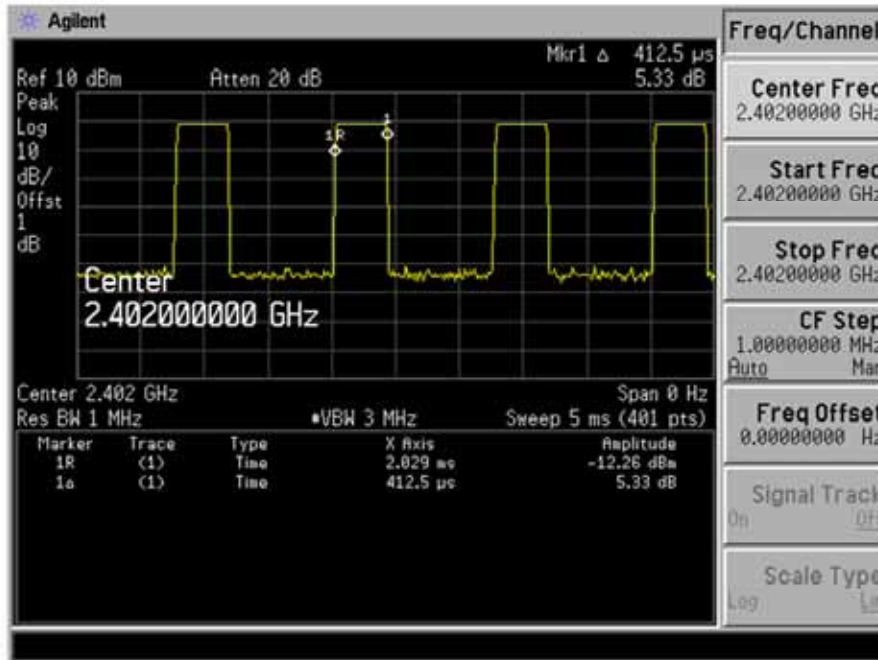 Agilent
Freq/Channel
Mkr1 Δ 412.5 µs
Ref 10 dBm Atten 20 dB 5.33 dB
Peak
Log
10
dB/
Offst
1
dB
1R
1
Center
2.402000000 GHz
Center 2.402 GHz Span 0 Hz
Res BW 1 MHz *VBW 3 MHz Sweep 5 ms (401 pts)
Marker Trace Type X Axis Amplitude
1R (1) Time 2.029 ms -12.26 dBm
1Δ (1) Time 412.5 µs 5.33 dB
Center Freq
2.40200000 GHz
Start Freq
2.40200000 GHz
Stop Freq
2.40200000 GHz
CF Step
1.00000000 MHz
Auto Man
Freq Offset
0.00000000 Hz
Signal Track
On Off
Scale Type
Log Lin